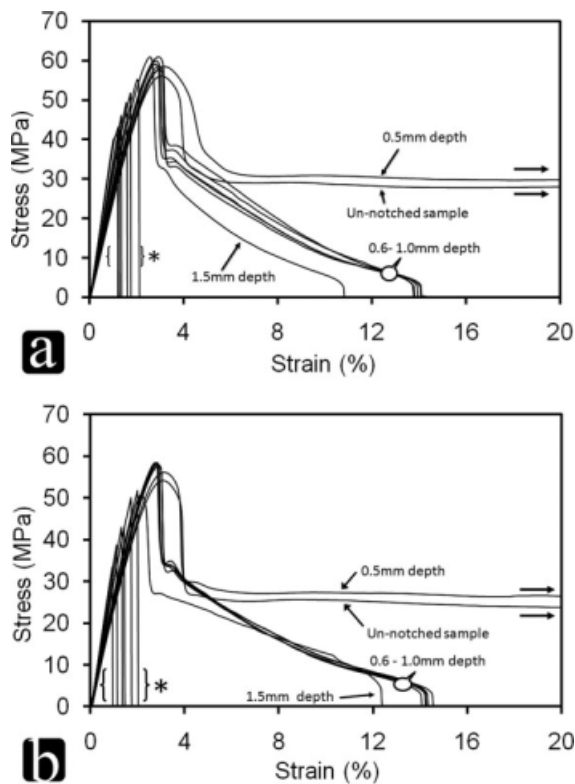 70
60
50
40
30
20
10
0
Stress (MPa)
0.5mm depth
Un-notched sample
0.6- 1.0mm depth
1.5mm depth
{ } *
0 4 8 12 16 20
Strain (%)
a
70
60
50
40
30
20
10
0
Stress (MPa)
0.5mm depth
Un-notched sample
0.6 - 1.0mm depth
1.5mm depth
{ } *
0 4 8 12 16 20
Strain (%)
b